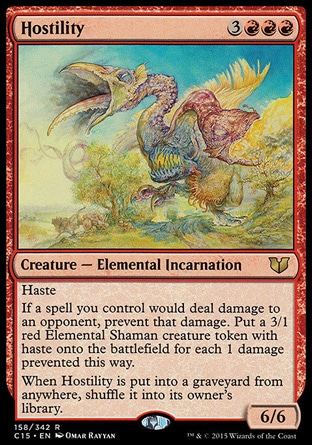 Hostility 3
Creature — Elemental Incarnation
Haste
If a spell you control would deal damage to
an opponent, prevent that damage. Put a 3/1
red Elemental Shaman creature token with
haste onto the battlefield for each 1 damage
prevented this way.
When Hostility is put into a graveyard from
anywhere, shuffle it into its owner's
library.
6/6
158/342 R
C15 • EN Omar Rayyan ™ & © 2015 Wizards of the Coast